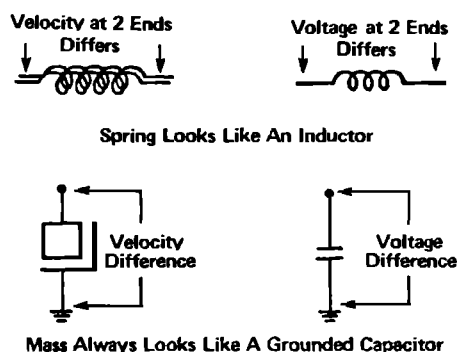 Velocity at 2 Ends
Differs
Voltage at 2 Ends
Differs
Spring Looks Like An Inductor
Velocity
Difference
Voltage
Difference
Mass Always Looks Like A Grounded Capacitor